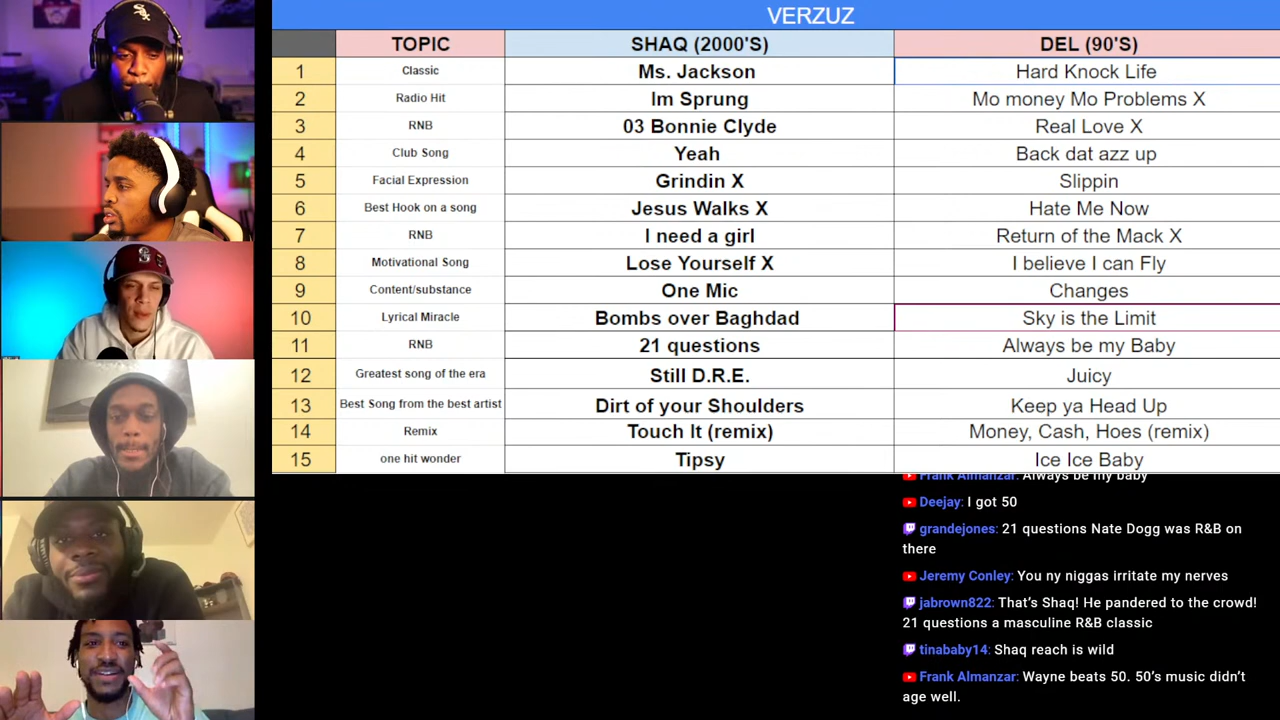 VERZUZ
TOPIC SHAQ (2000'S) DEL (90'S)
1 Classic Ms. Jackson Hard Knock Life
2 Radio Hit Im Sprung Mo money Mo Problems X
3 RNB 03 Bonnie Clyde Real Love X
4 Club Song Yeah Back dat azz up
5 Facial Expression Grindin X Slippin
6 Best Hook on a song Jesus Walks X Hate Me Now
7 RNB I need a girl Return of the Mack X
8 Motivational Song Lose Yourself X I believe I can Fly
9 Content/substance One Mic Changes
10 Lyrical Miracle Bombs over Baghdad Sky is the Limit
11 RNB 21 questions Always be my Baby
12 Greatest song of the era Still D.R.E. Juicy
13 Best Song from the best artist Dirt of your Shoulders Keep ya Head Up
14 Remix Touch It (remix) Money, Cash, Hoes (remix)
15 one hit wonder Tipsy Ice Ice Baby
Frank Almanzar: Always be my baby
Deejay: I got 50
grandejones: 21 questions Nate Dogg was R&B on
there
Jeremy Conley: You ny niggas irritate my nerves
jabrown822: That's Shaq! He pandered to the crowd!
21 questions a masculine R&B classic
tinababy14: Shaq reach is wild
Frank Almanzar: Wayne beats 50. 50's music didn't
age well.